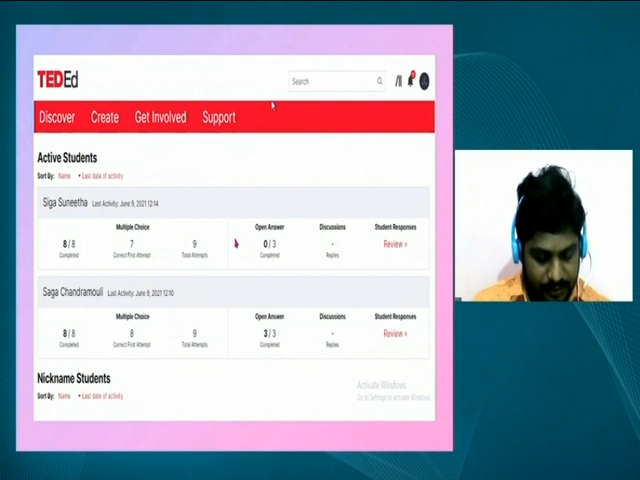 TEDEd
Search
Discover Create Get Involved Support
Active Students
Sort By: Name Last date of activity
Siga Suneetha Last Activity: June 9, 2021 12:14
Multiple Choice Open Answer Discussions Student Responses
8 / 8 7 9 0 / 3 - Review »
Completed Correct First Attempt Total Attempts Completed Replies
Saga Chandramouli Last Activity: June 9, 2021 12:10
Multiple Choice Open Answer Discussions Student Responses
8 / 8 8 9 3 / 3 - Review »
Completed Correct First Attempt Total Attempts Completed Replies
Nickname Students
Sort By: Name Last date of activity
Activate Windows
Go to Settings to activate Windows.